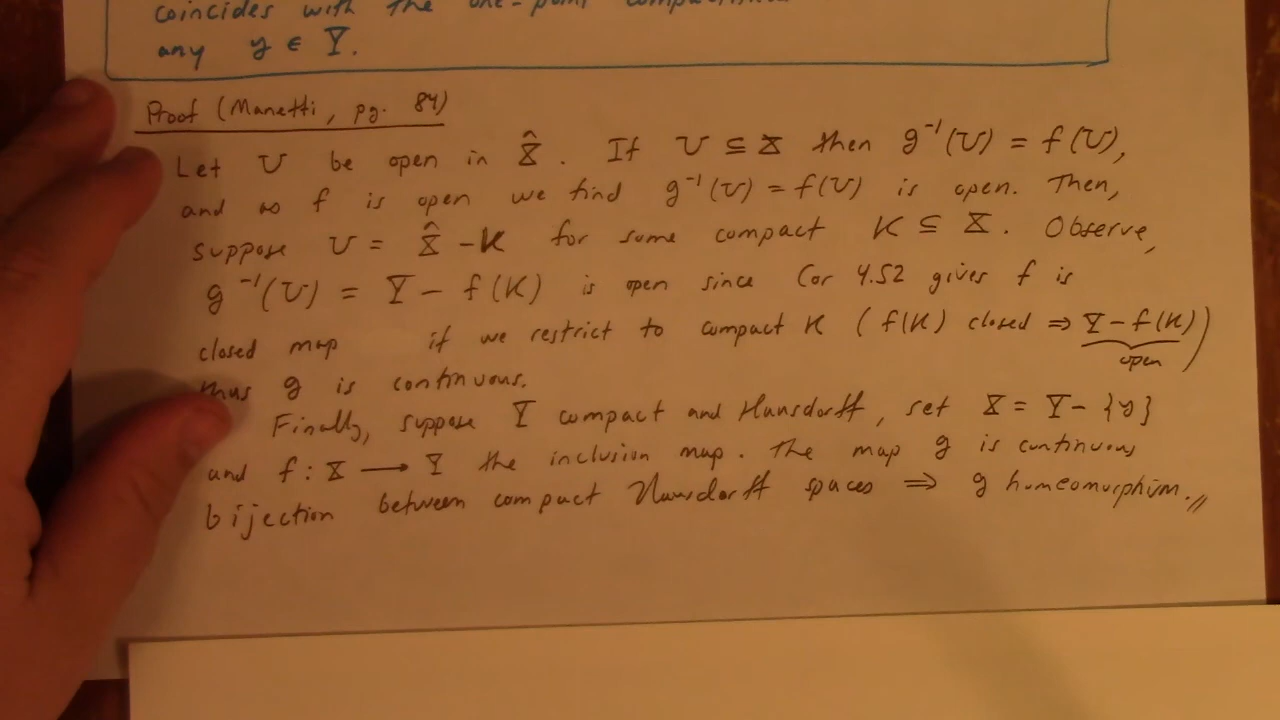 coincides with the one-point
any y ∈ Y.
Proof (Manetti, pg. 84)
Let U be open in X̂. If U ⊆ X then g⁻¹(U) = f(U),
and as f is open we find g⁻¹(U) = f(U) is open. Then,
suppose U = X̂ - K for some compact K ⊆ X. Observe,
g⁻¹(U) = Y - f(K) is open since Cor 4.52 gives f is
closed map if we restrict to compact K (f(K) closed ⇒ Y - f(K))
open
thus g is continuous.
Finally, suppose Y compact and Hausdorff, set X = Y - {y}
and f : X ⟶ Y the inclusion map. The map g is continuous
bijection between compact Hausdorff spaces ⇒ g homeomorphism.//